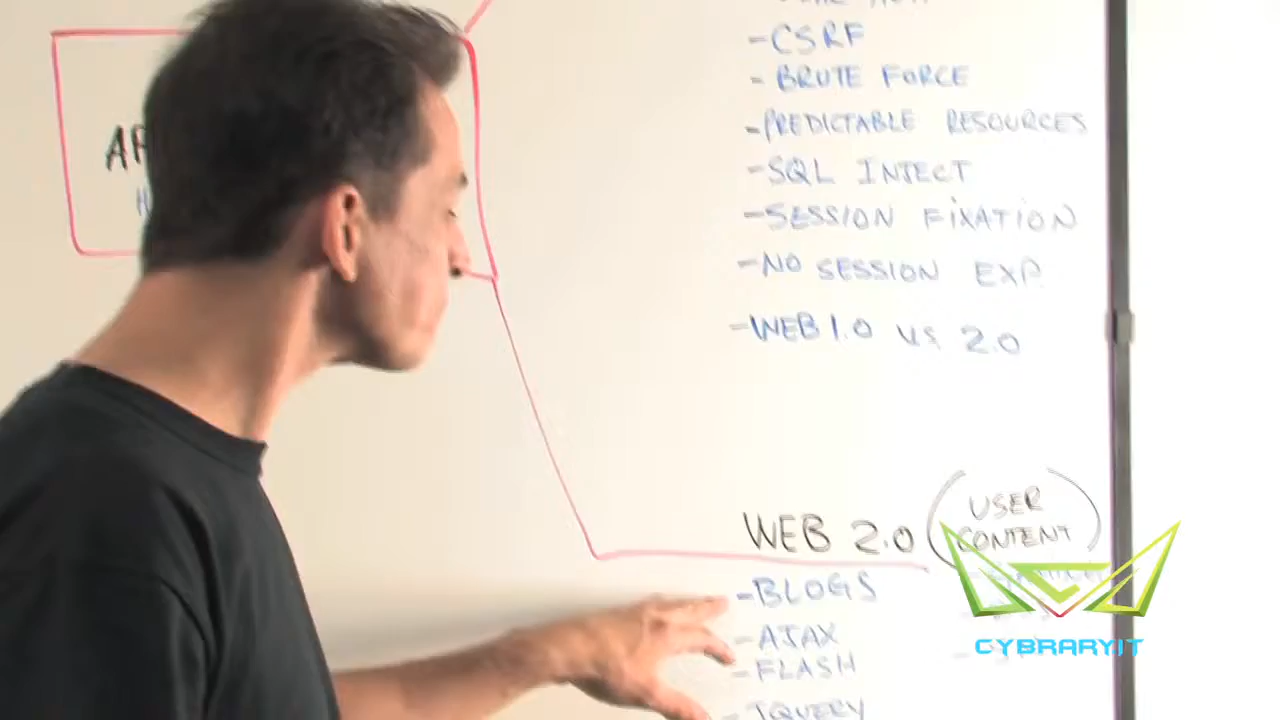 - CSRF
- BRUTE FORCE
- PREDICTABLE RESOURCES
- SQL INJECT
- SESSION FIXATION
- NO SESSION EXP.
- WEB 1.0 vs 2.0
WEB 2.0 (USER CONTENT)
- BLOGS
- AJAX
- FLASH
- JQUERY
CYBRARY.IT